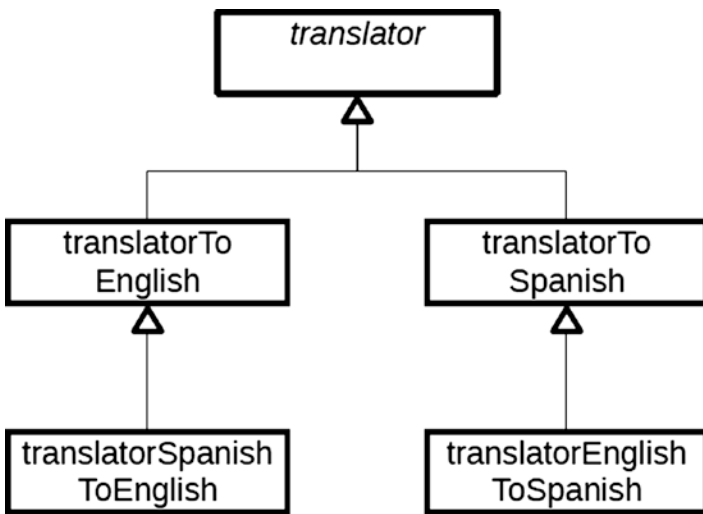 translator
translatorTo
English
translatorTo
Spanish
translatorSpanish
ToEnglish
translatorEnglish
ToSpanish